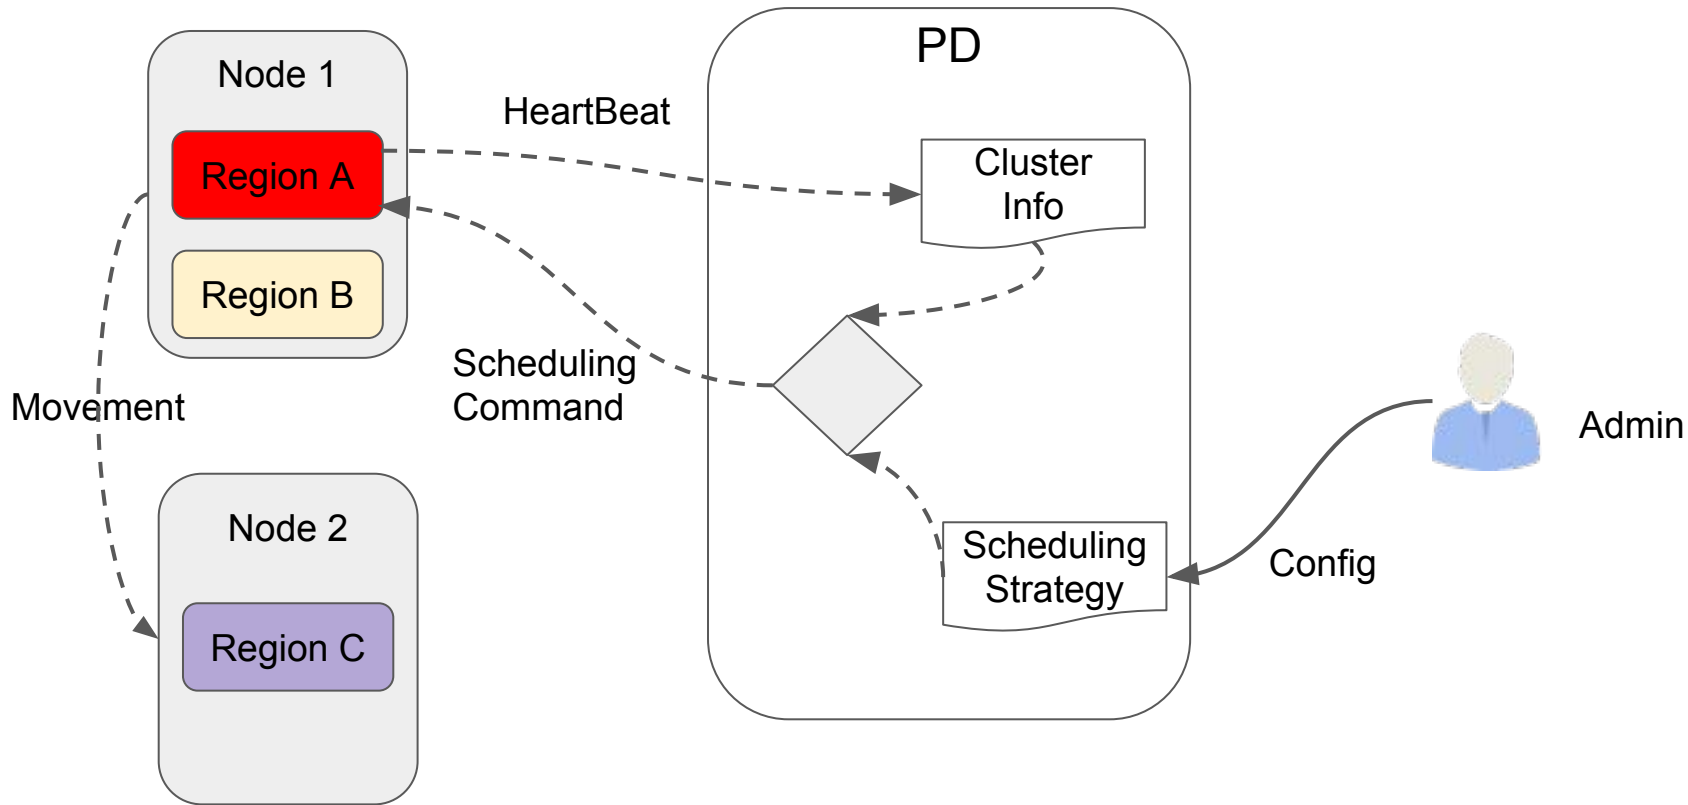 PD
Node 1
HeartBeat
Region A
Cluster
Info
Region B
Scheduling
Command
Movement
Admin
Node 2
Scheduling
Strategy
Config
Region C